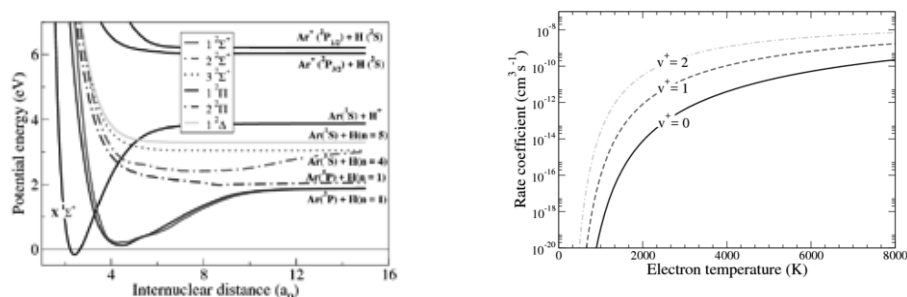 Potential energy (eV)
6
4
2
0
4
8
12
16
Internuclear distance (a₀)
1 ²Σ⁺
2 ²Σ⁺
3 ²Σ⁺
1 ²Π
2 ²Π
1 ²Δ
X ¹Σ⁺
Ar⁺ (²P₁/₂) + H (²S)
Ar⁺ (²P₃/₂) + H (²S)
Ar(¹S) + H⁺
Ar(¹S) + H(n = 5)
Ar(¹S) + H(n = 4)
Ar(³P) + H(n = 1)
Ar(³P) + H(n = 1)
Rate coefficient (cm³ s⁻¹)
10⁻⁸
10⁻¹⁰
10⁻¹²
10⁻¹⁴
10⁻¹⁶
10⁻¹⁸
10⁻²⁰
v⁺ = 2
v⁺ = 1
v⁺ = 0
0
2000
4000
6000
8000
Electron temperature (K)